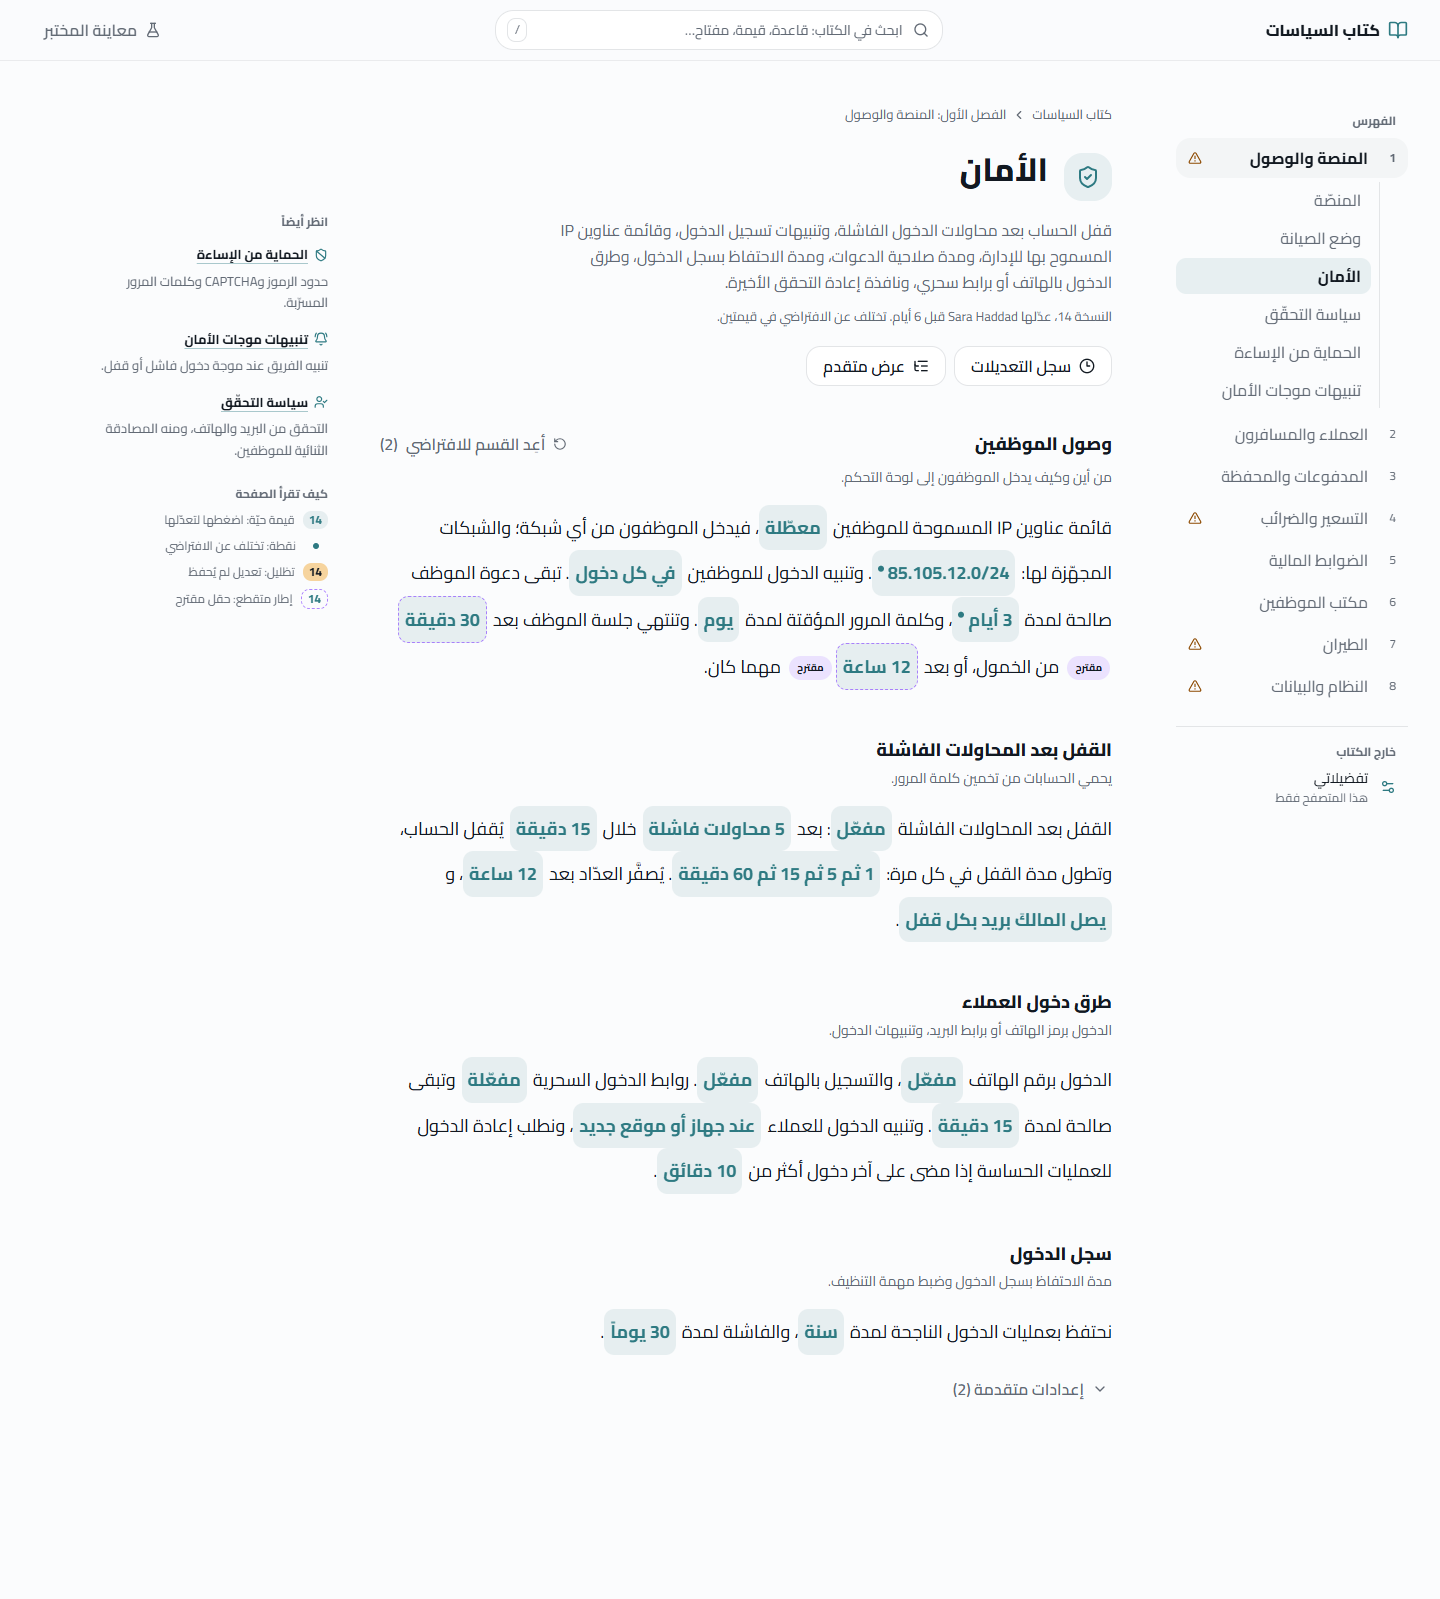 كتاب السياسات
ابحث في الكتاب: قاعدة، قيمة، مفتاح...
/
معاينة المختبر
الفهرس
1 المنصة والوصول
المنصّة
وضع الصيانة
الأمان
سياسة التحقّق
الحماية من الإساءة
تنبيهات موجات الأمان
2 العملاء والمسافرون
3 المدفوعات والمحفظة
4 التسعير والضرائب
5 الضوابط المالية
6 مكتب الموظفين
7 الطيران
8 النظام والبيانات
خارج الكتاب
تفضيلاتي
هذا المتصفح فقط
كتاب السياسات
الفصل الأول: المنصة والوصول
الأمان
قفل الحساب بعد محاولات الدخول الفاشلة، وتنبيهات تسجيل الدخول، وقائمة عناوين IP
المسموح بها للإدارة، ومدة صلاحية الدعوات، ومدة الاحتفاظ بسجل الدخول، وطرق
الدخول بالهاتف أو برابط سحري، ونافذة إعادة التحقق الأخيرة.
النسخة 14، عدّلها Sara Haddad قبل 6 أيام. تختلف عن الافتراضي في قيمتين.
سجل التعديلات
عرض متقدم
وصول الموظفين
أعِد القسم للافتراضي (2)
من أين وكيف يدخل الموظفون إلى لوحة التحكم.
قائمة عناوين IP المسموحة للموظفين معطّلة، فيدخل الموظفون من أي شبكة؛ والشبكات
المجهّزة لها: 85.105.12.0/24. وتنبيه الدخول للموظفين في كل دخول. تبقى دعوة الموظف
صالحة لمدة 3 أيام، وكلمة المرور المؤقتة لمدة يوم. وتنتهي جلسة الموظف بعد 30 دقيقة
مقترح من الخمول، أو بعد 12 ساعة مقترح مهما كان.
القفل بعد المحاولات الفاشلة
يحمي الحسابات من تخمين كلمة المرور.
القفل بعد المحاولات الفاشلة مفعّل: بعد 5 محاولات فاشلة خلال 15 دقيقة يُقفل الحساب،
وتطول مدة القفل في كل مرة: 1 ثم 5 ثم 15 ثم 60 دقيقة. يُصفَّر العدّاد بعد 12 ساعة، و
يصل المالكَ بريد بكل قفل.
طرق دخول العملاء
الدخول برمز الهاتف أو برابط البريد، وتنبيهات الدخول.
الدخول برقم الهاتف مفعّل، والتسجيل بالهاتف مفعّل. روابط الدخول السحرية مفعّلة وتبقى
صالحة لمدة 15 دقيقة. وتنبيه الدخول للعملاء عند جهاز أو موقع جديد، ونطلب إعادة الدخول
للعمليات الحساسة إذا مضى على آخر دخول أكثر من 10 دقائق.
سجل الدخول
مدة الاحتفاظ بسجل الدخول وضبط مهمة التنظيف.
نحتفظ بعمليات الدخول الناجحة لمدة سنة، والفاشلة لمدة 30 يوماً.
إعدادات متقدمة (2)
انظر أيضاً
الحماية من الإساءة
حدود الرموز وCAPTCHA وكلمات المرور
المسرّبة.
تنبيهات موجات الأمان
تنبيه الفريق عند موجة دخول فاشل أو قفل.
سياسة التحقّق
التحقق من البريد والهاتف، ومنه المصادقة
الثنائية للموظفين.
كيف تقرأ الصفحة
14 قيمة حيّة: اضغطها لتعدّلها
نقطة: تختلف عن الافتراضي
14 تظليل: تعديل لم يُحفظ
14 إطار متقطع: حقل مقترح